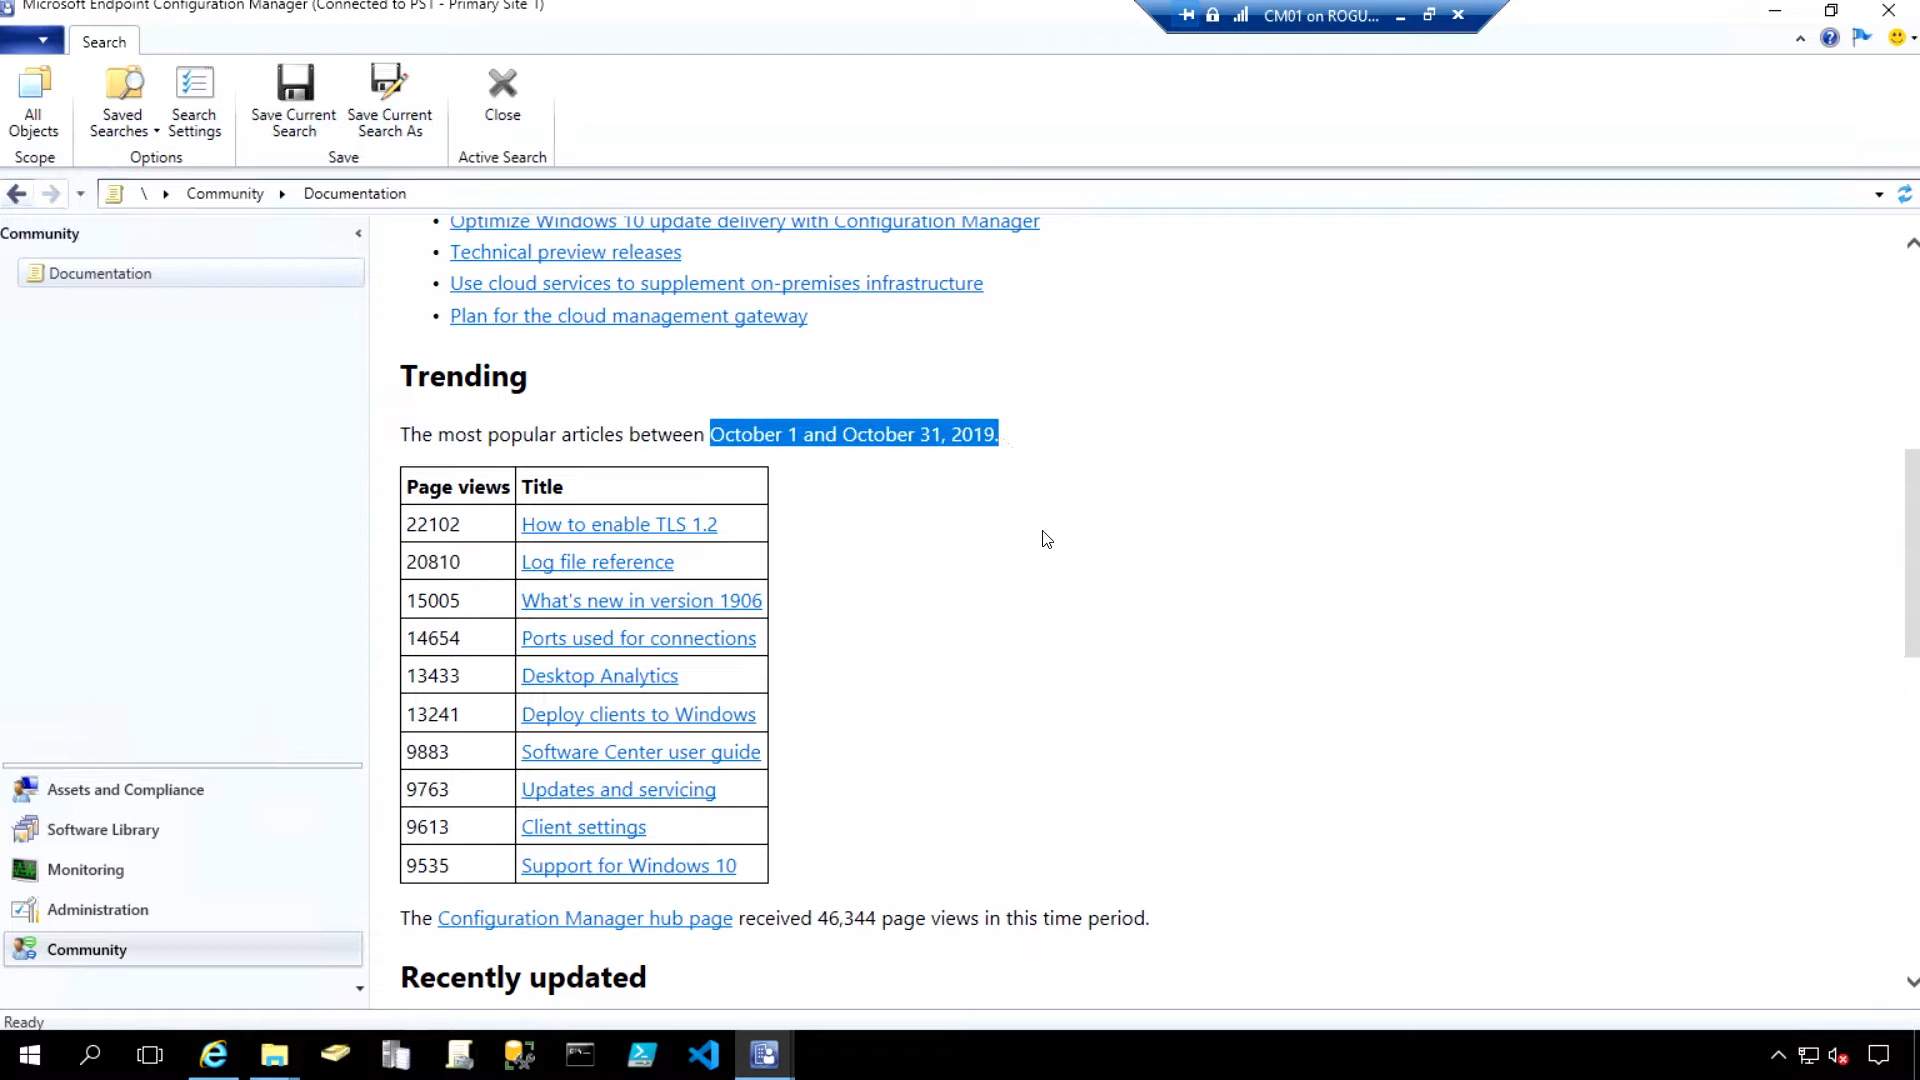 Microsoft Endpoint Configuration Manager (Connected to PS1 - Primary Site 1)
CM01 on ROGU...
Search
All Objects
Saved Searches
Search Settings
Save Current Search
Save Current Search As
Close
Scope
Options
Save
Active Search
\ Community Documentation
Community
Documentation
• Optimize Windows 10 update delivery with Configuration Manager
• Technical preview releases
• Use cloud services to supplement on-premises infrastructure
• Plan for the cloud management gateway
Trending
The most popular articles between October 1 and October 31, 2019.
Page views Title
22102 How to enable TLS 1.2
20810 Log file reference
15005 What's new in version 1906
14654 Ports used for connections
13433 Desktop Analytics
13241 Deploy clients to Windows
9883 Software Center user guide
9763 Updates and servicing
9613 Client settings
9535 Support for Windows 10
The Configuration Manager hub page received 46,344 page views in this time period.
Recently updated
Assets and Compliance
Software Library
Monitoring
Administration
Community
Ready